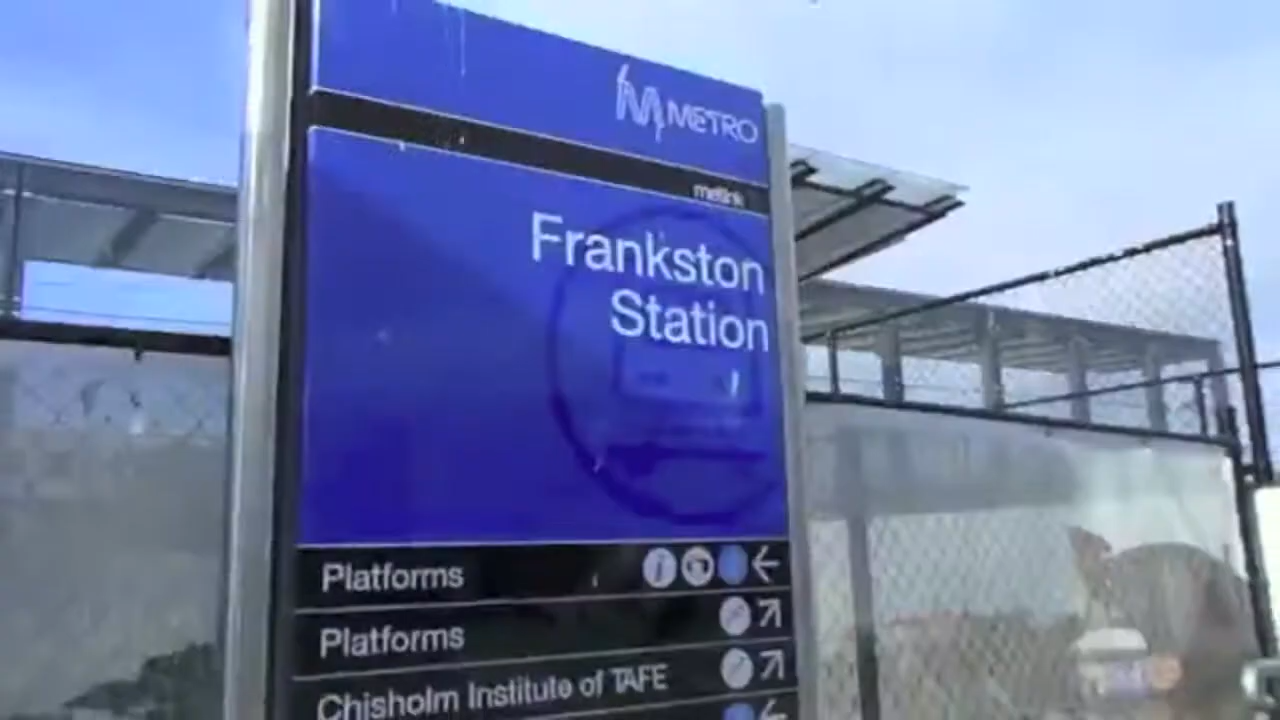 METRO
metlink
Frankston
Station
Platforms
Platforms
Chisholm Institute of TAFE